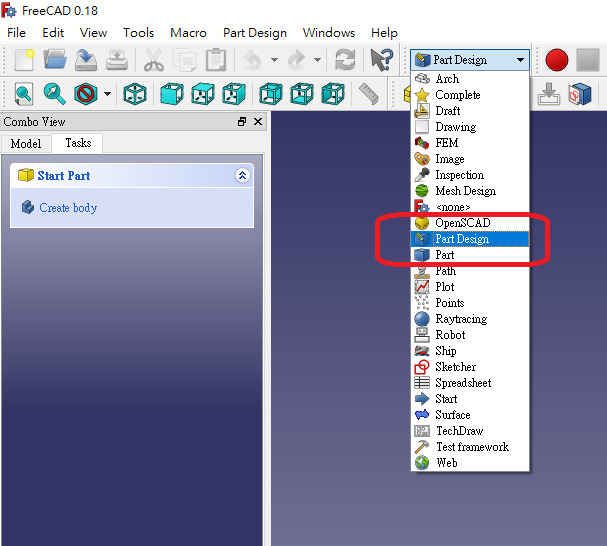 FreeCAD 0.18
File Edit View Tools Macro Part Design Windows Help
Part Design
Combo View
Model Tasks
Start Part
Create body
Arch
Complete
Draft
Drawing
FEM
Image
Inspection
Mesh Design
<none>
OpenSCAD
Part Design
Part
Path
Plot
Points
Raytracing
Robot
Ship
Sketcher
Spreadsheet
Start
Surface
TechDraw
Test framework
Web